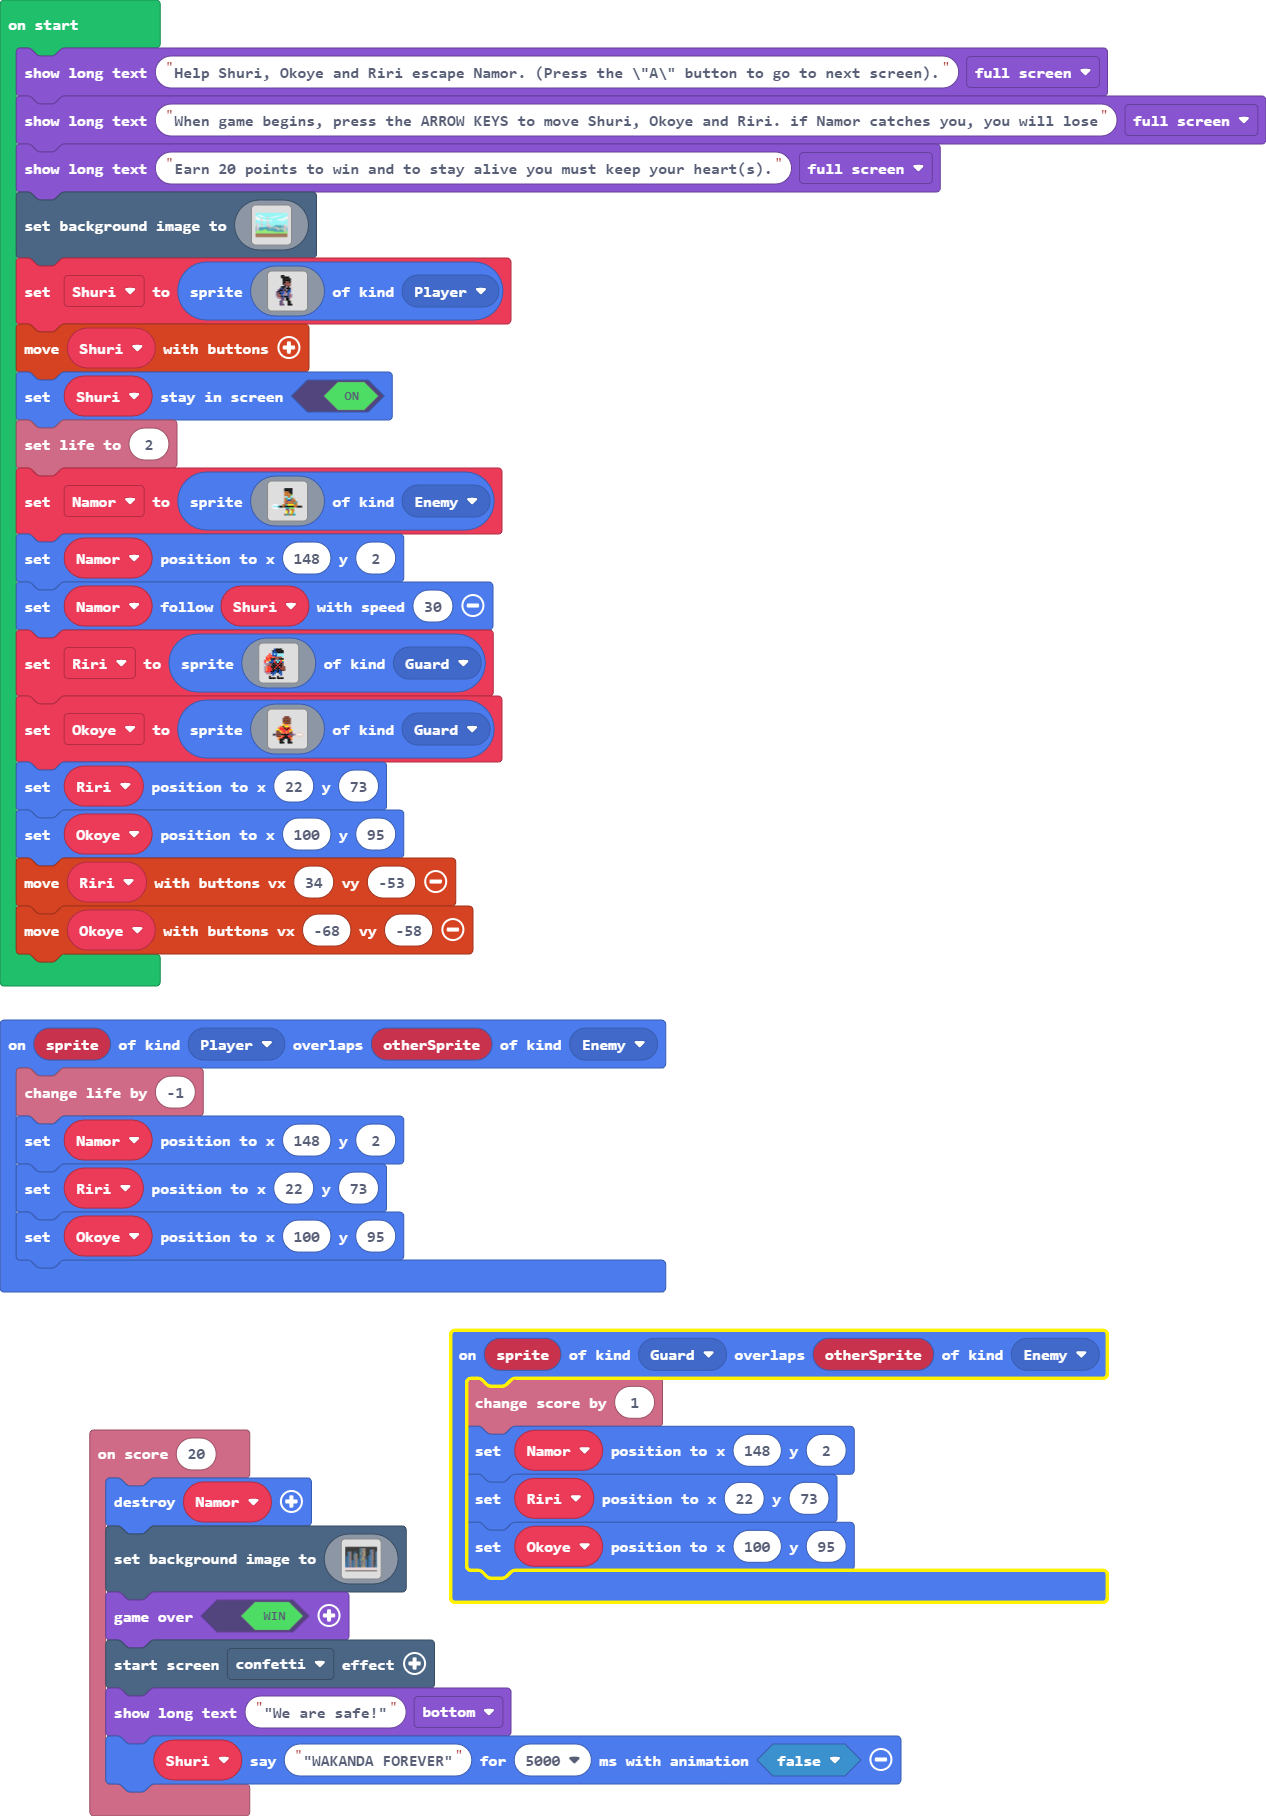 on start
show long text "Help Shuri, Okoye and Riri escape Namor. (Press the \"A\" button to go to next screen)." full screen
show long text "When game begins, press the ARROW KEYS to move Shuri, Okoye and Riri. if Namor catches you, you will lose" full screen
show long text "Earn 20 points to win and to stay alive you must keep your heart(s)." full screen
set background image to
set Shuri to sprite of kind Player
move Shuri with buttons
set Shuri stay in screen ON
set life to 2
set Namor to sprite of kind Enemy
set Namor position to x 148 y 2
set Namor follow Shuri with speed 30
set Riri to sprite of kind Guard
set Okoye to sprite of kind Guard
set Riri position to x 22 y 73
set Okoye position to x 100 y 95
move Riri with buttons vx 34 vy -53
move Okoye with buttons vx -68 vy -58
on sprite of kind Player overlaps otherSprite of kind Enemy
change life by -1
set Namor position to x 148 y 2
set Riri position to x 22 y 73
set Okoye position to x 100 y 95
on sprite of kind Guard overlaps otherSprite of kind Enemy
change score by 1
set Namor position to x 148 y 2
set Riri position to x 22 y 73
set Okoye position to x 100 y 95
on score 20
destroy Namor
set background image to
game over WIN
start screen confetti effect
show long text ""We are safe!"" bottom
Shuri say ""WAKANDA FOREVER"" for 5000 ms with animation false